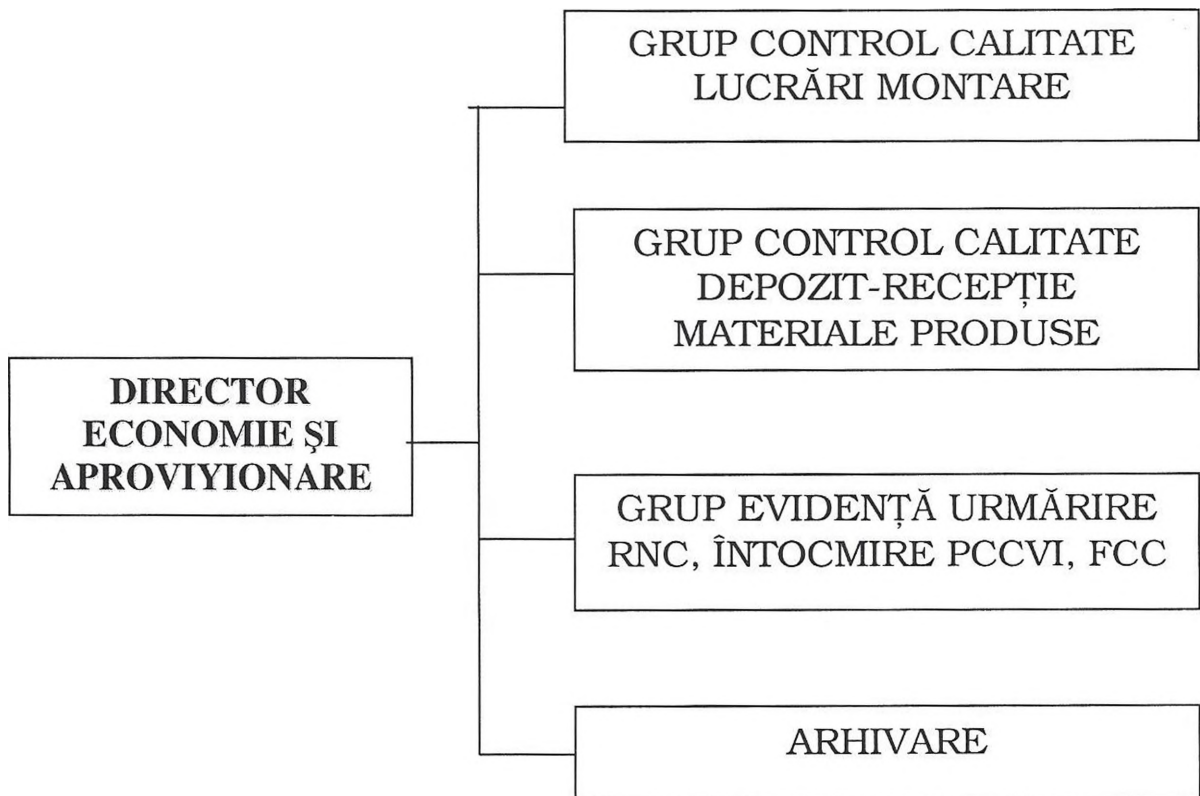 GRUP CONTROL CALITATE
LUCRĂRI MONTARE
GRUP CONTROL CALITATE
DEPOZIT-RECEPȚIE
MATERIALE PRODUSE
DIRECTOR
ECONOMIE ȘI
APROVIYIONARE
GRUP EVIDENȚĂ URMĂRIRE
RNC, ÎNTOCMIRE PCCVI, FCC
ARHIVARE